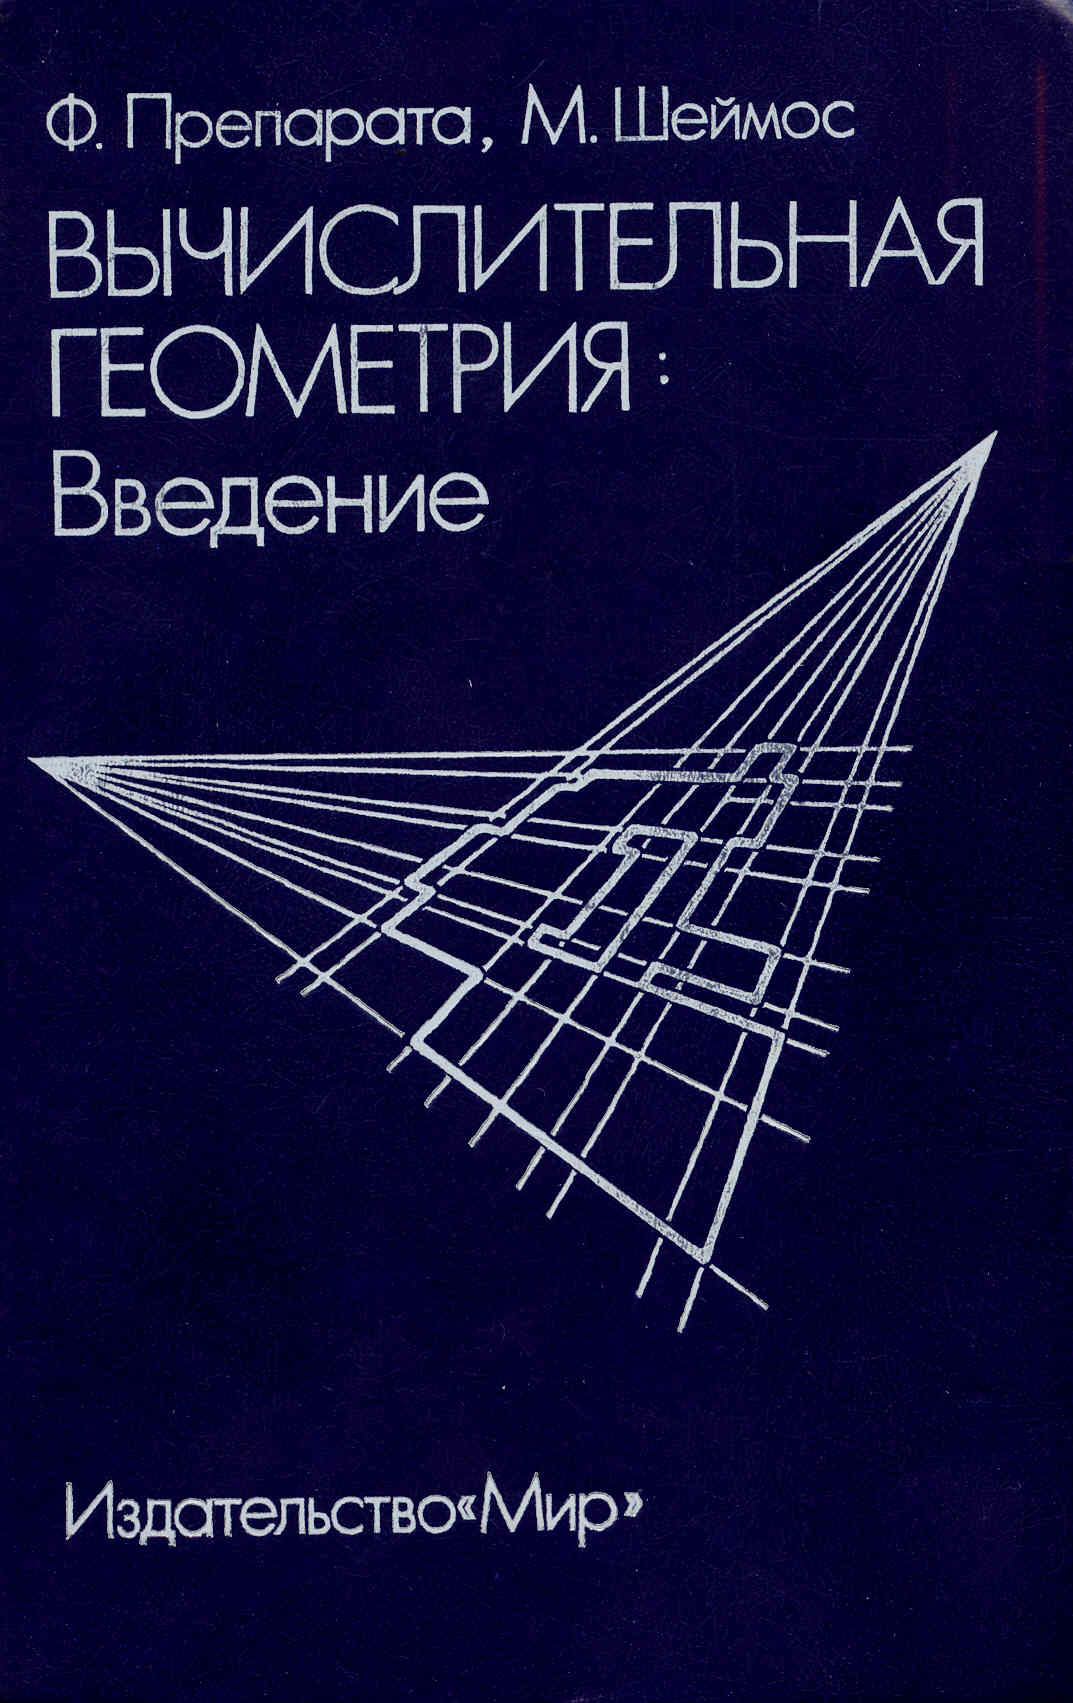 Ф. Препарата, М. Шеймос
ВЫЧИСЛИТЕЛЬНАЯ
ГЕОМЕТРИЯ:
Введение
Издательство «Мир»